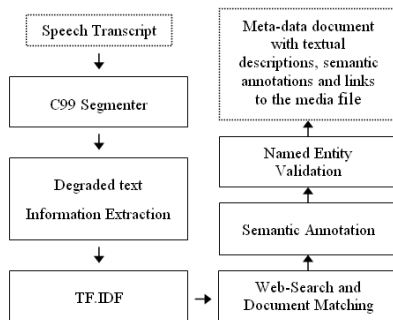 Speech Transcript
C99 Segmenter
Degraded text
Information Extraction
TF.IDF
Web-Search and
Document Matching
Semantic Annotation
Named Entity
Validation
Meta-data document
with textual
descriptions, semantic
annotations and links
to the media file